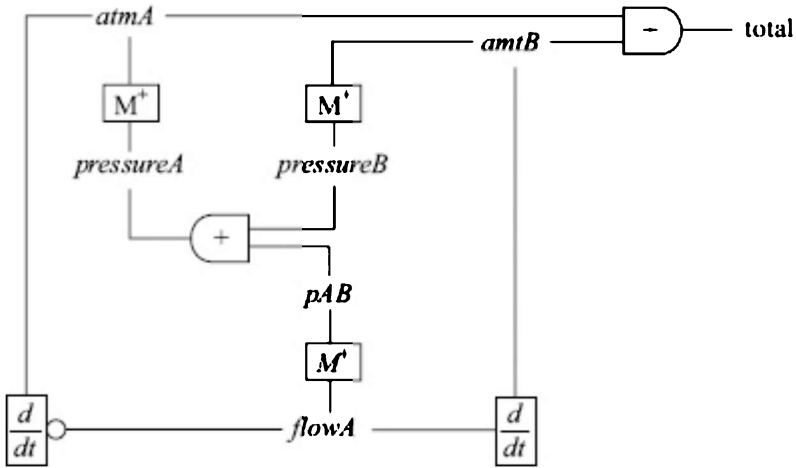 atmA
amtB
total
M+
M+
pressureA
pressureB
+
pAB
M+
d
dt
flowA
d
dt